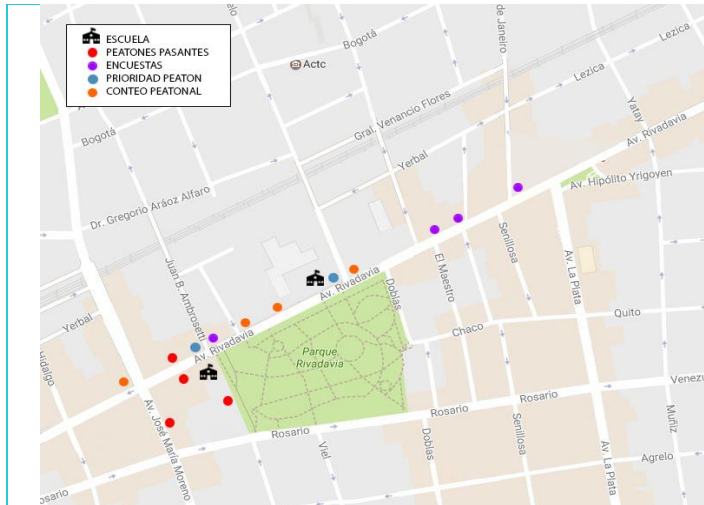 ESCUELA
PEATONES PASANTES
ENCUESTAS
PRIORIDAD PEATON
CONTEO PEATONAL
Bogotá
Actc
de Janeiro
Lezica
Bogotá
Gral. Venancio Flores
Lezica
Yatay
Av. Rivadavia
Yerbal
Av. Hipólito Yrigoyen
Dr. Gregorio Aráoz Alfaro
Juan B. Ambrosetti
Av. Rivadavia
Doblas
El Maestro
Senillosa
Av. La Plata
Quito
Chaco
Yerbal
Hidalgo
Av. Rivadavia
Parque
Rivadavia
Av. José María Moreno
Rosario
Rosario
Rosario
Venezu
Viel
Doblas
Senillosa
Av. La Plata
Muñiz
Agrelo
Rosario